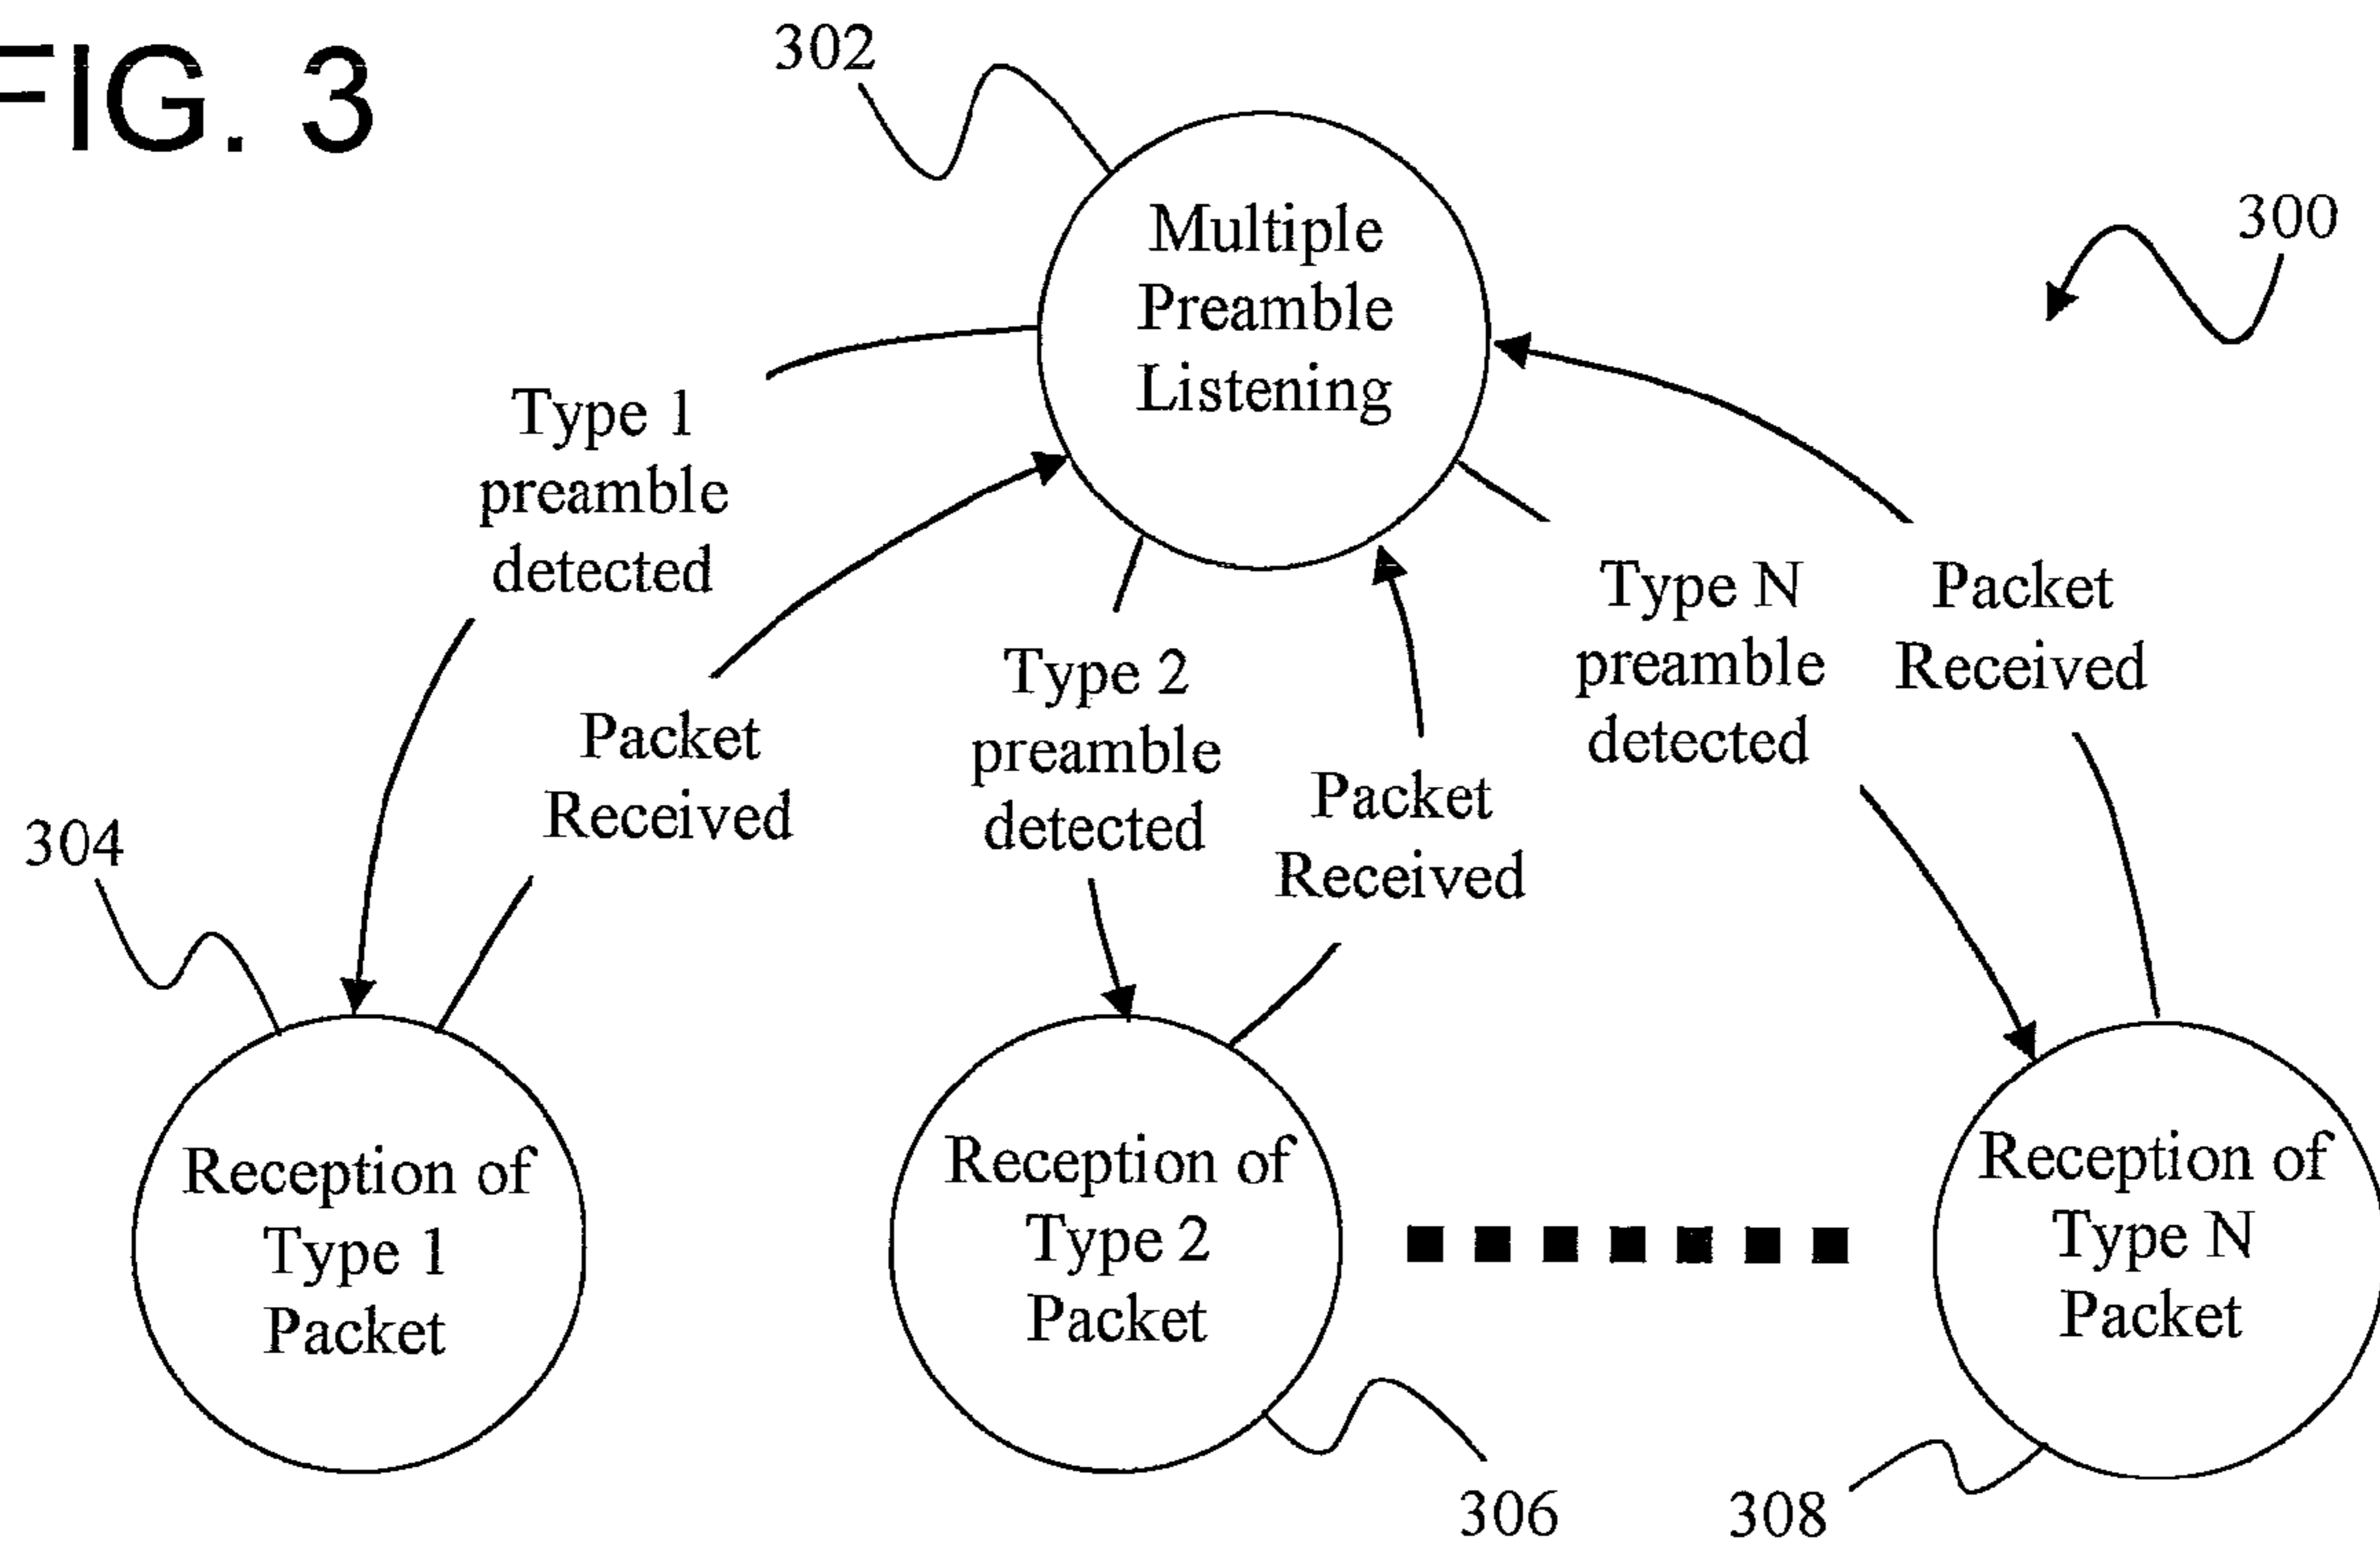 FIG. 3
302
300
Multiple
Preamble
Listening
Type 1
preamble
detected
Packet
Received
Type 2
preamble
detected
Packet
Received
Type N
preamble
detected
Packet
Received
304
Reception of
Type 1
Packet
Reception of
Type 2
Packet
Reception of
Type N
Packet
306
308